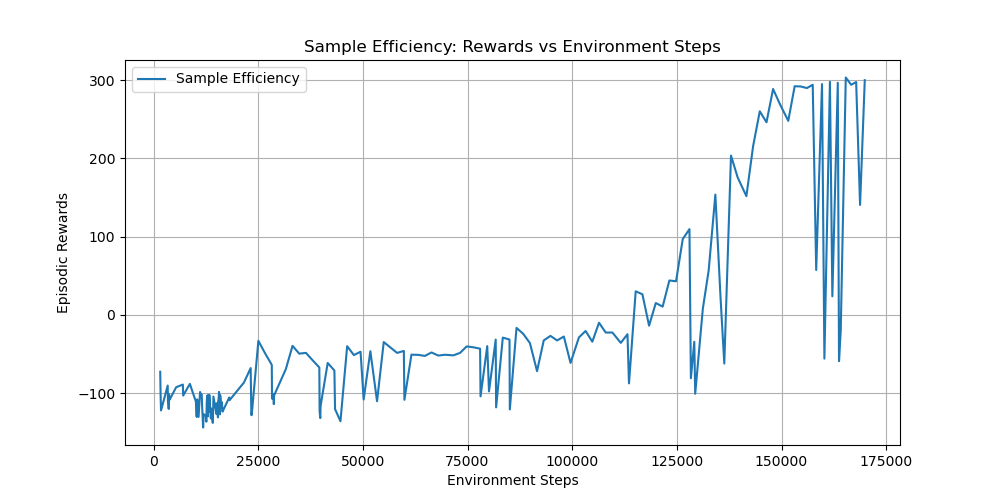 Sample Efficiency: Rewards vs Environment Steps
Sample Efficiency
300
200
100
0
−100
Episodic Rewards
0 25000 50000 75000 100000 125000 150000 175000
Environment Steps